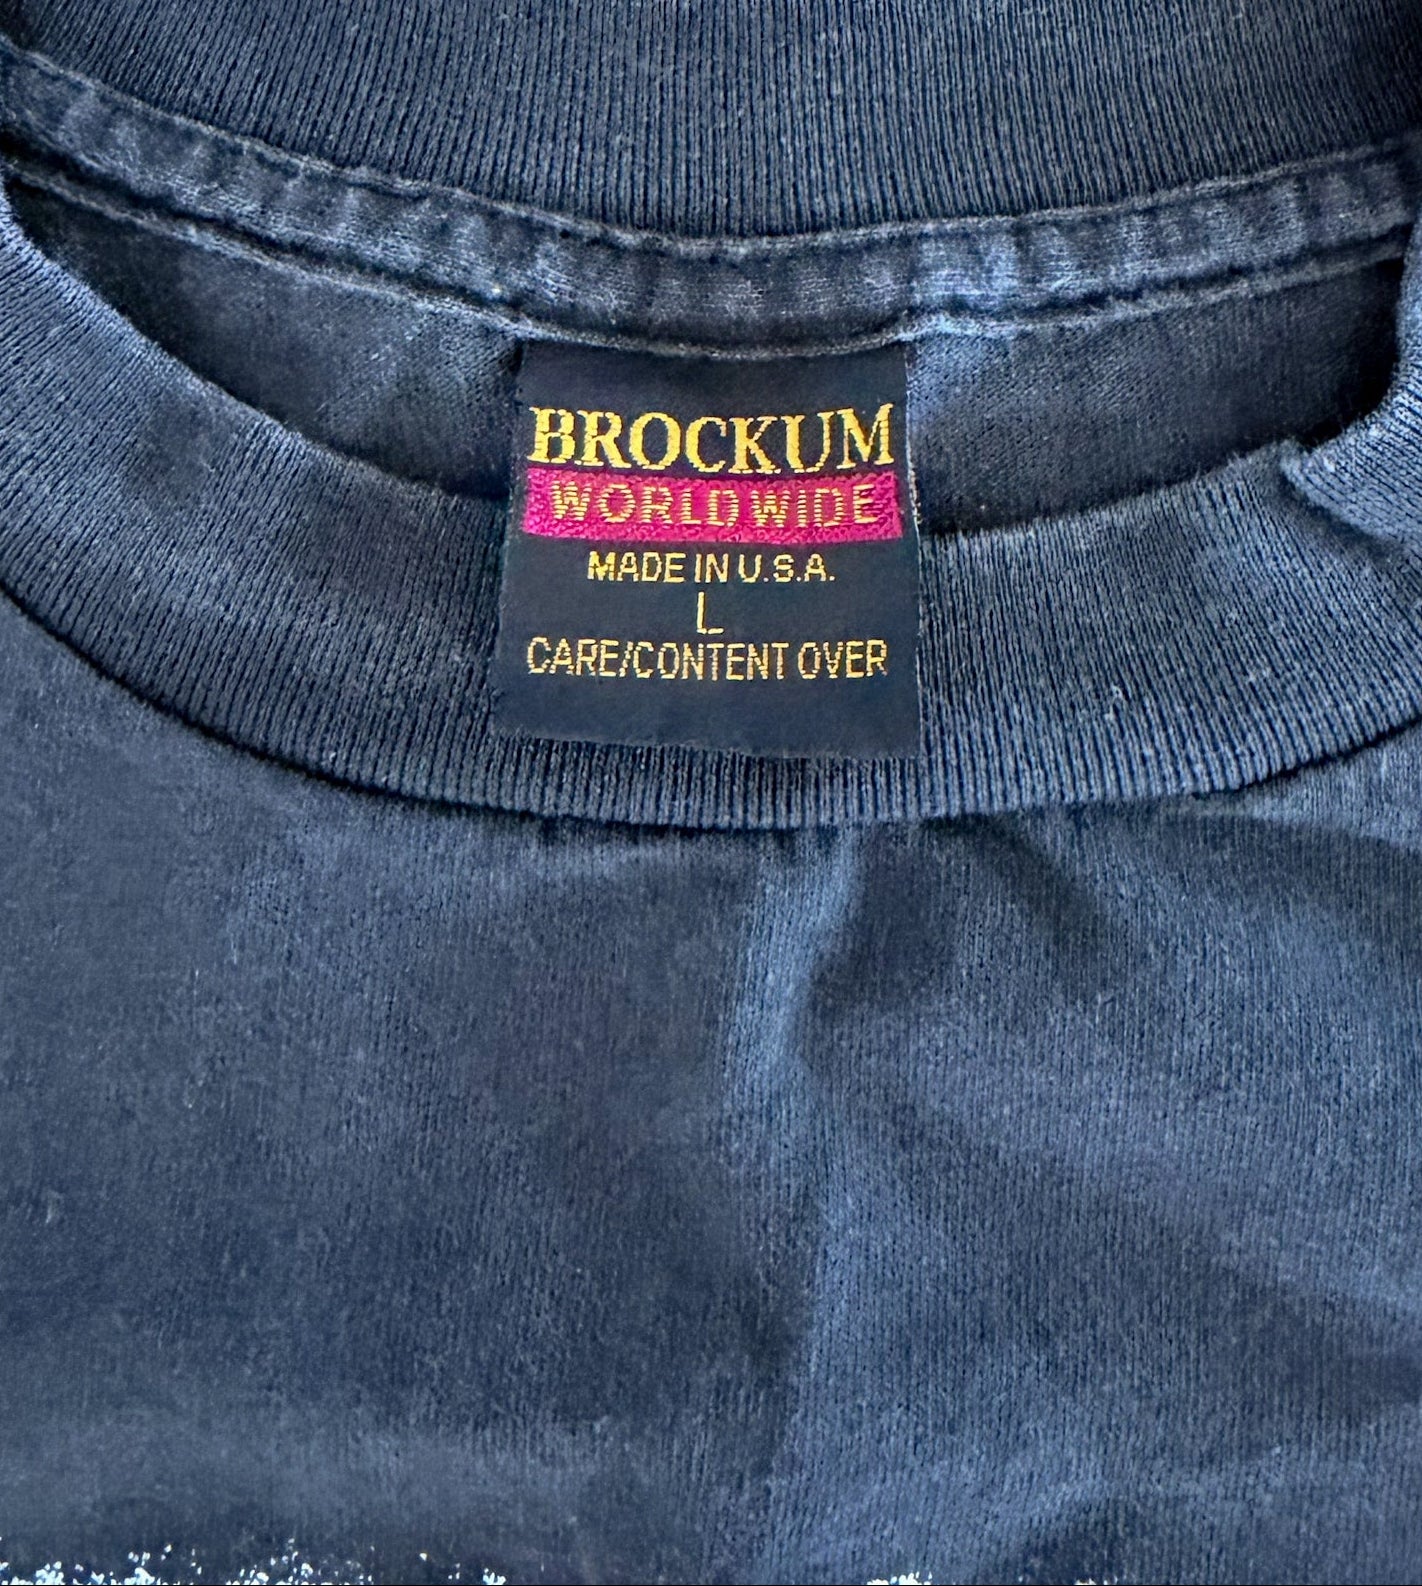 BROCKUM
WORLDWIDE
MADE IN U.S.A.
L
CARE/CONTENT OVER